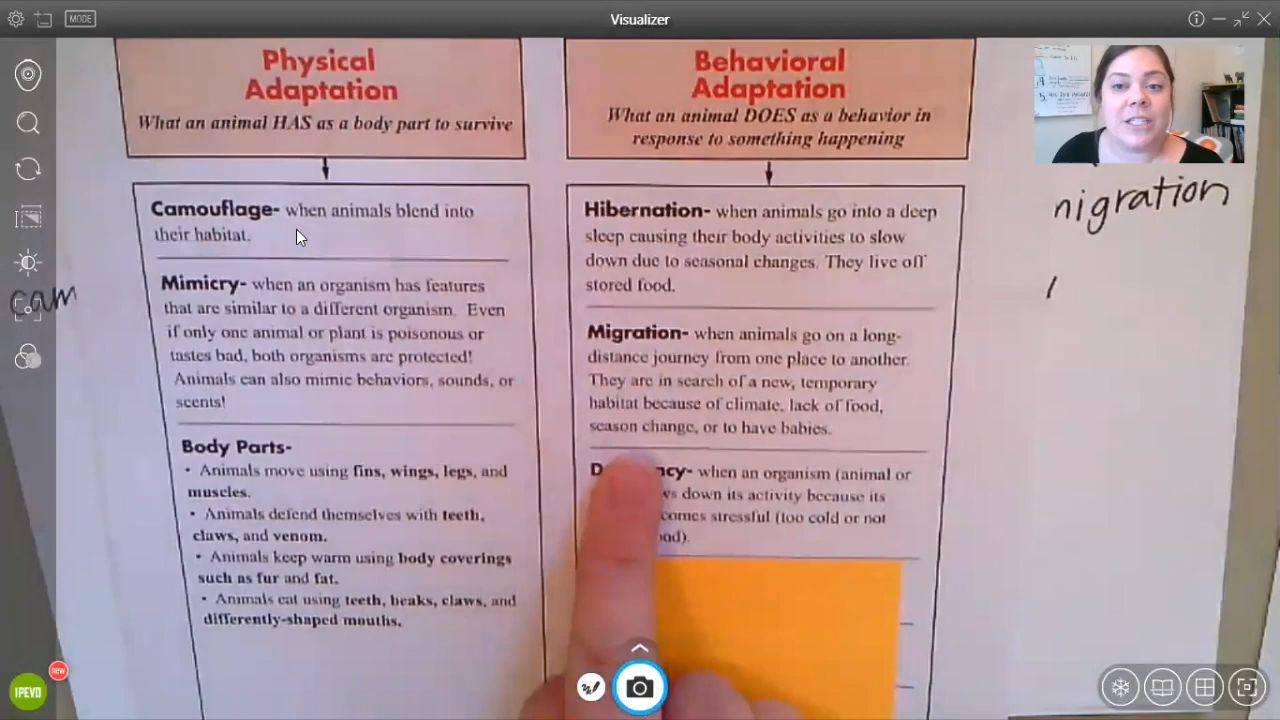 MODE
Visualizer
Physical
Adaptation
What an animal HAS as a body part to survive
Camouflage- when animals blend into
their habitat.
Mimicry- when an organism has features
that are similar to a different organism. Even
if only one animal or plant is poisonous or
tastes bad, both organisms are protected!
Animals can also mimic behaviors, sounds, or
scents!
Body Parts-
• Animals move using fins, wings, legs, and
muscles.
• Animals defend themselves with teeth,
claws, and venom.
• Animals keep warm using body coverings
such as fur and fat.
• Animals eat using teeth, beaks, claws, and
differently-shaped mouths.
Behavioral
Adaptation
What an animal DOES as a behavior in
response to something happening
Hibernation- when animals go into a deep
sleep causing their body activities to slow
down due to seasonal changes. They live off
stored food.
Migration- when animals go on a long-
distance journey from one place to another.
They are in search of a new, temporary
habitat because of climate, lack of food,
season change, or to have babies.
when an organism (animal or
down its activity because its
stressful (too cold or not
cam
nigration
new
IPEVO